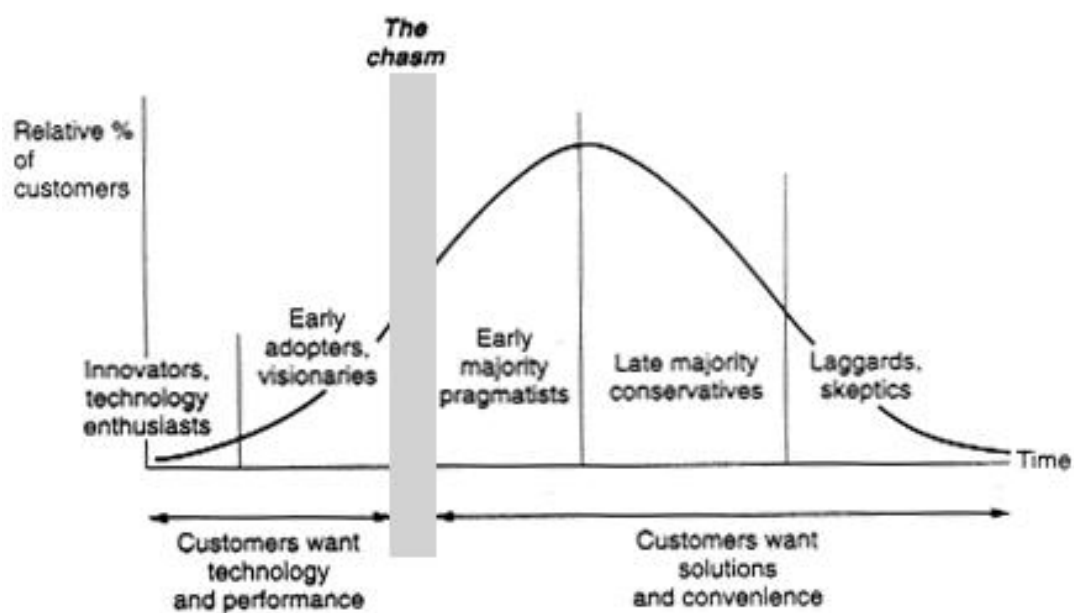 The
chasm
Relative %
of
customers
Innovators,
technology
enthusiasts
Early
adopters,
visionaries
Early
majority
pragmatists
Late majority
conservatives
Laggards,
skeptics
Time
Customers want
technology
and performance
Customers want
solutions
and convenience